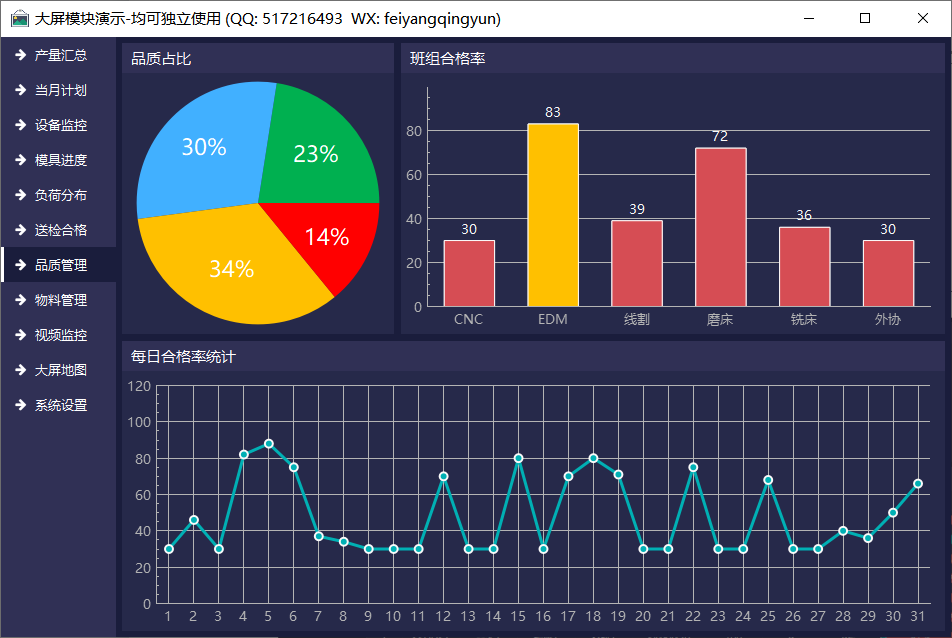 大屏模块演示-均可独立使用 (QQ: 517216493  WX: feiyangqingyun)
产量汇总
当月计划
设备监控
模具进度
负荷分布
送检合格
品质管理
物料管理
视频监控
大屏地图
系统设置
品质占比
30%
23%
14%
34%
班组合格率
80
60
40
20
0
30
83
39
72
36
30
CNC EDM 线割 磨床 铣床 外协
每日合格率统计
120
100
80
60
40
20
0
1 2 3 4 5 6 7 8 9 10 11 12 13 14 15 16 17 18 19 20 21 22 23 24 25 26 27 28 29 30 31